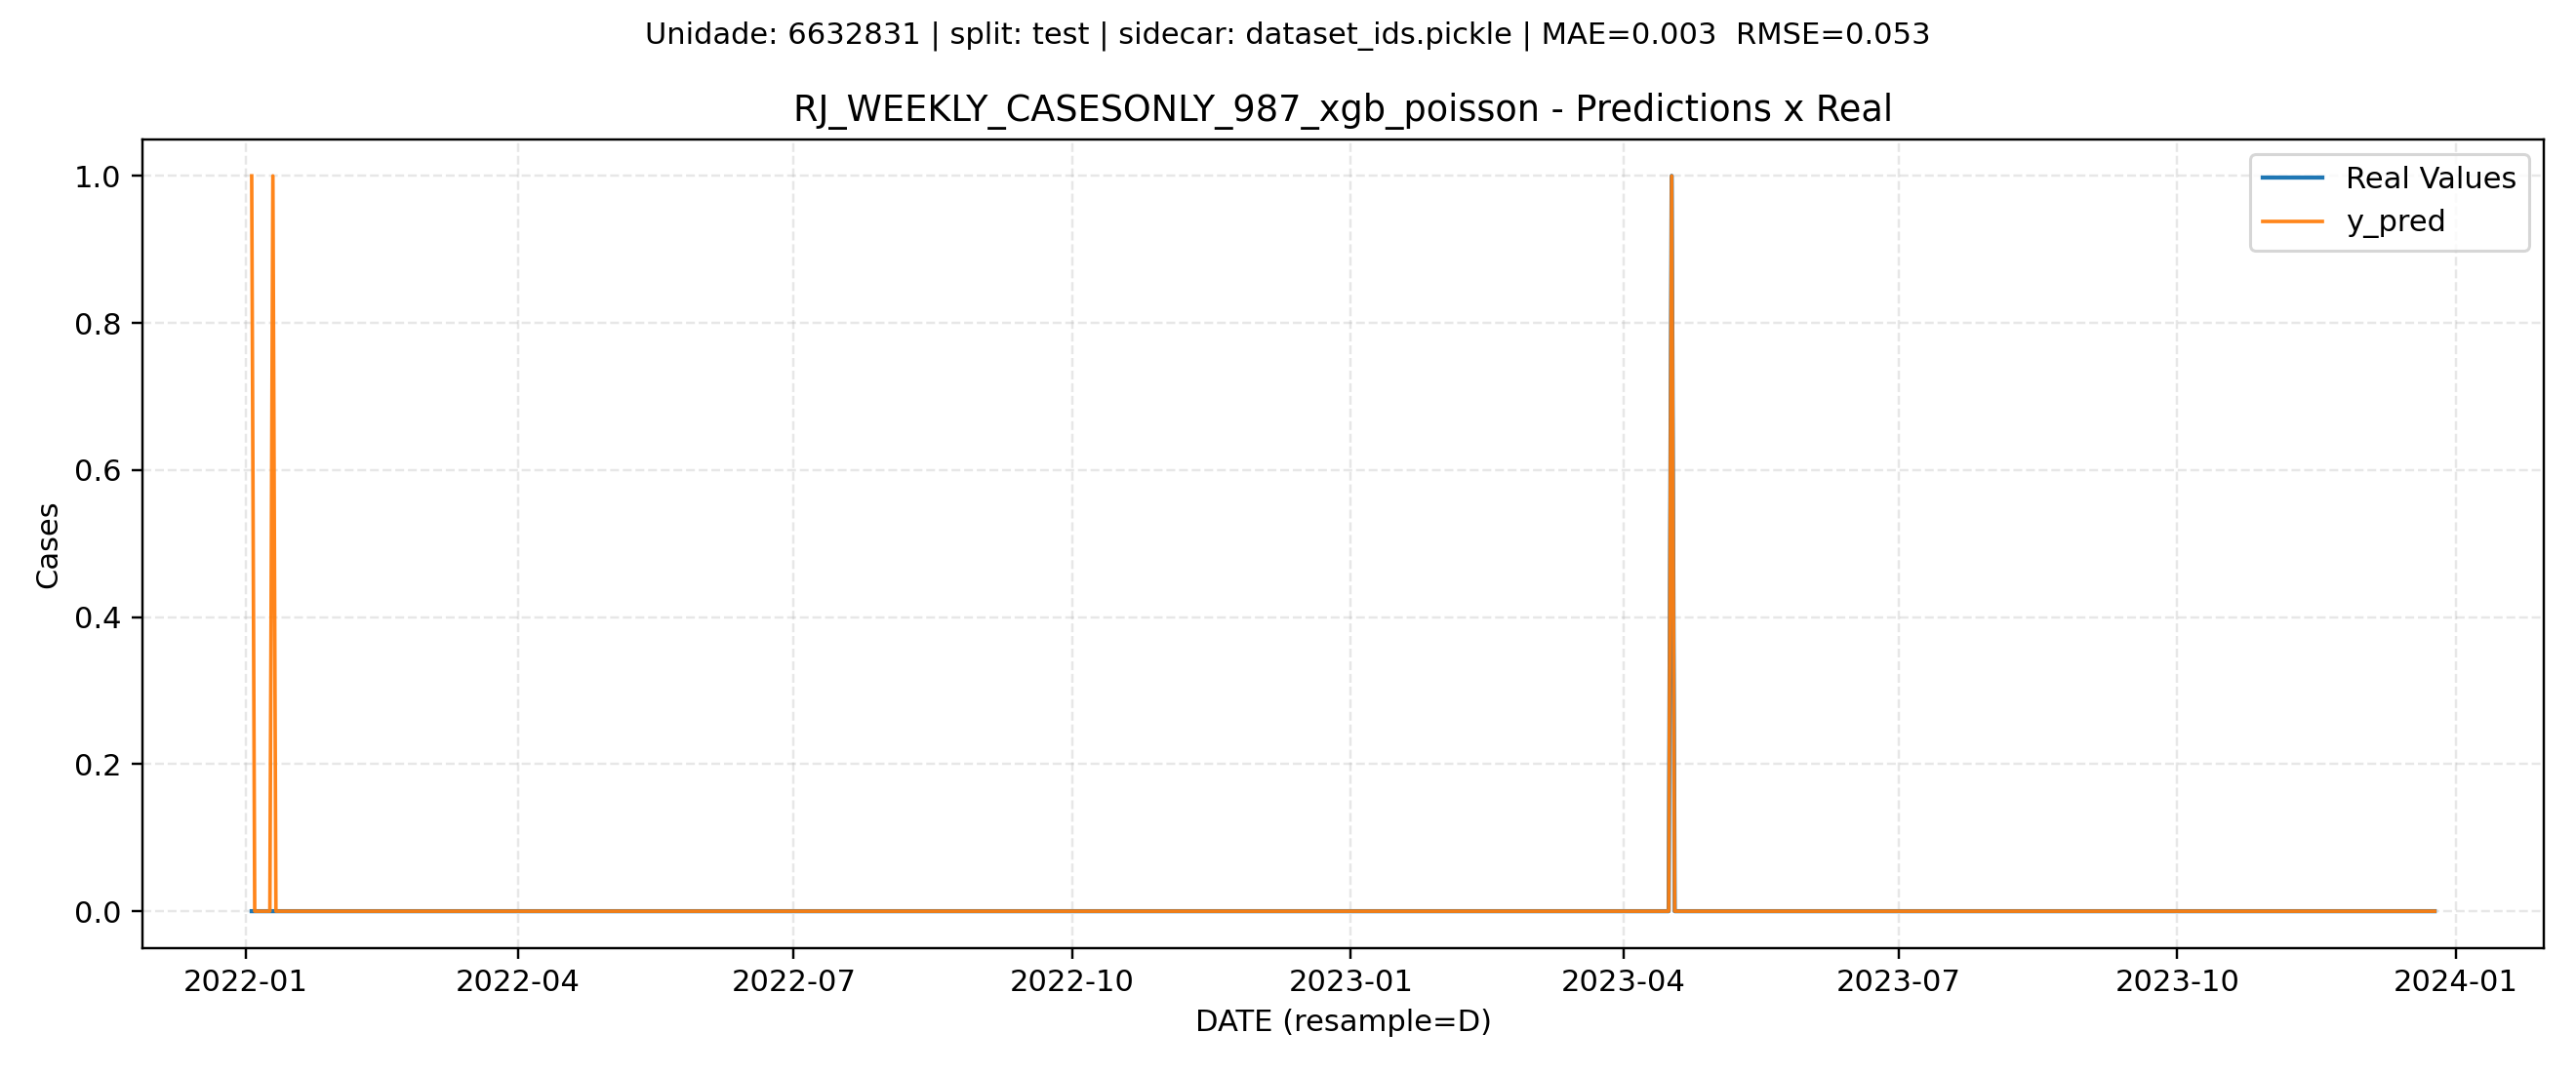 Unidade: 6632831 | split: test | sidecar: dataset_ids.pickle | MAE=0.003  RMSE=0.053
RJ_WEEKLY_CASESONLY_987_xgb_poisson - Predictions x Real
Real Values
y_pred
1.0
0.8
0.6
0.4
0.2
0.0
Cases
2022-01 2022-04 2022-07 2022-10 2023-01 2023-04 2023-07 2023-10 2024-01
DATE (resample=D)